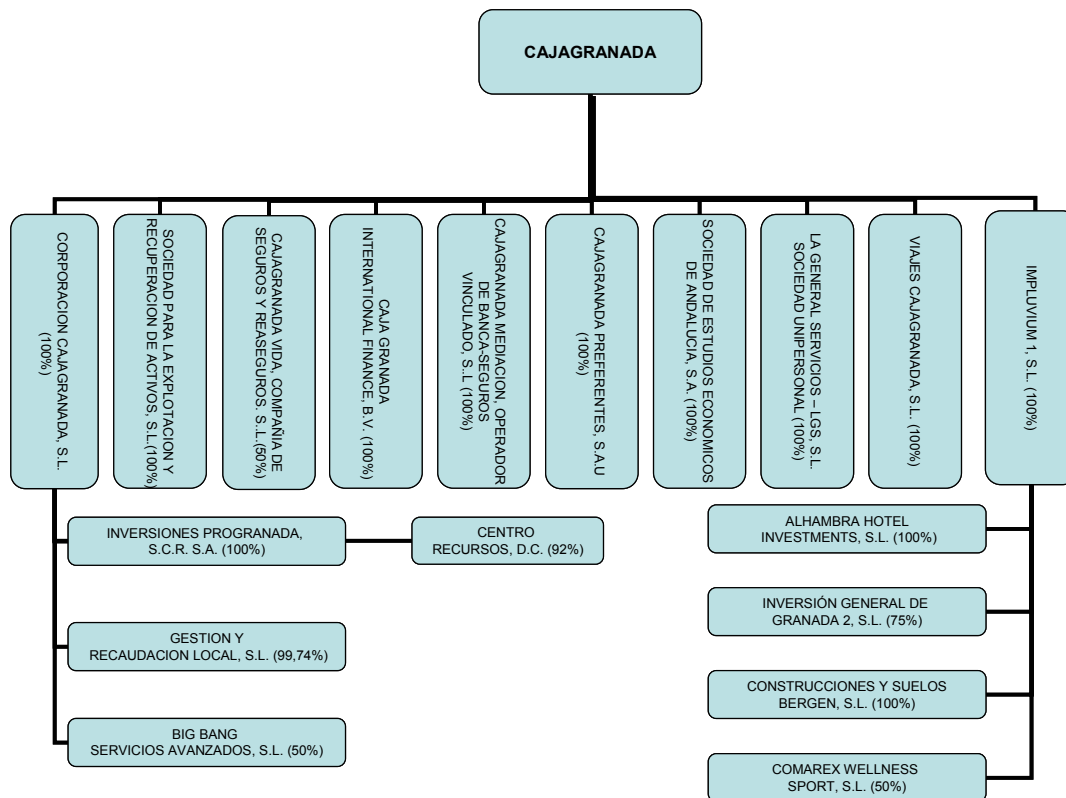 CAJAGRANADA
CORPORACION CAJAGRANADA, S.L.
(100%)
SOCIEDAD PARA LA EXPLOTACION Y
RECUPERACION DE ACTIVOS, S.L.(100%)
CAJAGRANADA VIDA, COMPAÑIA DE
SEGUROS Y REASEGUROS. S.L.(50%)
CAJA GRANADA
INTERNATIONAL FINANCE, B.V. (100%)
CAJAGRANADA MEDIACION, OPERADOR
DE BANCA-SEGUROS
VINCULADO, S..L (100%)
CAJAGRANADA PREFERENTES, S.A.U
(100%)
SOCIEDAD DE ESTUDIOS ECONOMICOS
DE ANDALUCIA, S.A. (100%)
LA GENERAL SERVICIOS – LGS, S.L.
SOCIEDAD UNIPERSONAL (100%)
VIAJES CAJAGRANADA, S.L. (100%)
IMPLUVIUM 1, S.L. (100%)
INVERSIONES PROGRANADA,
S.C.R. S.A. (100%)
CENTRO
RECURSOS, D.C. (92%)
GESTION Y
RECAUDACION LOCAL, S.L. (99,74%)
BIG BANG
SERVICIOS AVANZADOS, S.L. (50%)
ALHAMBRA HOTEL
INVESTMENTS, S.L. (100%)
INVERSIÓN GENERAL DE
GRANADA 2, S.L. (75%)
CONSTRUCCIONES Y SUELOS
BERGEN, S.L. (100%)
COMAREX WELLNESS
SPORT, S.L. (50%)